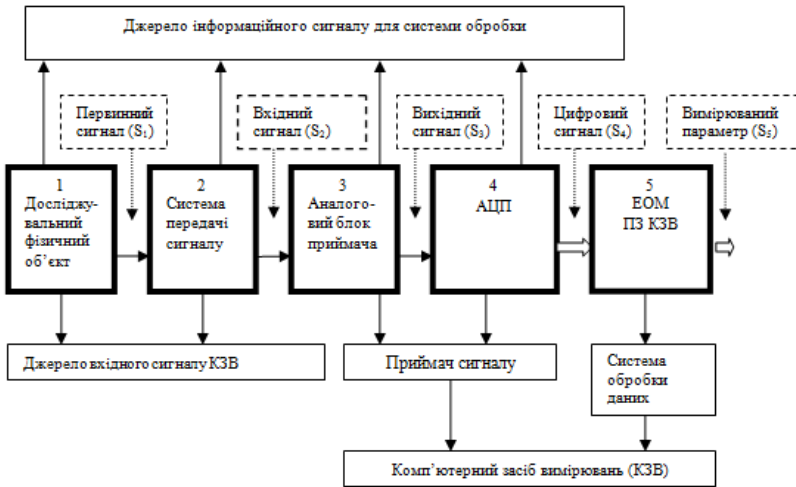 Джерело інформаційного сигналу для системи обробки
Первинний
сигнал (S₁)
Вхідний
сигнал (S₂)
Вихідний
сигнал (S₃)
Цифровий
сигнал (S₄)
Вимірюваний
параметр (S₅)
1
Досліджу-
вальний
фізичний
об’єкт
2
Система
передачі
сигналу
3
Аналого-
вий блок
приймача
4
АЦП
5
ЕОМ
ПЗ КЗВ
Джерело вхідного сигналу КЗВ
Приймач сигналу
Система
обробки
даних
Комп’ютерний засіб вимірювань (КЗВ)